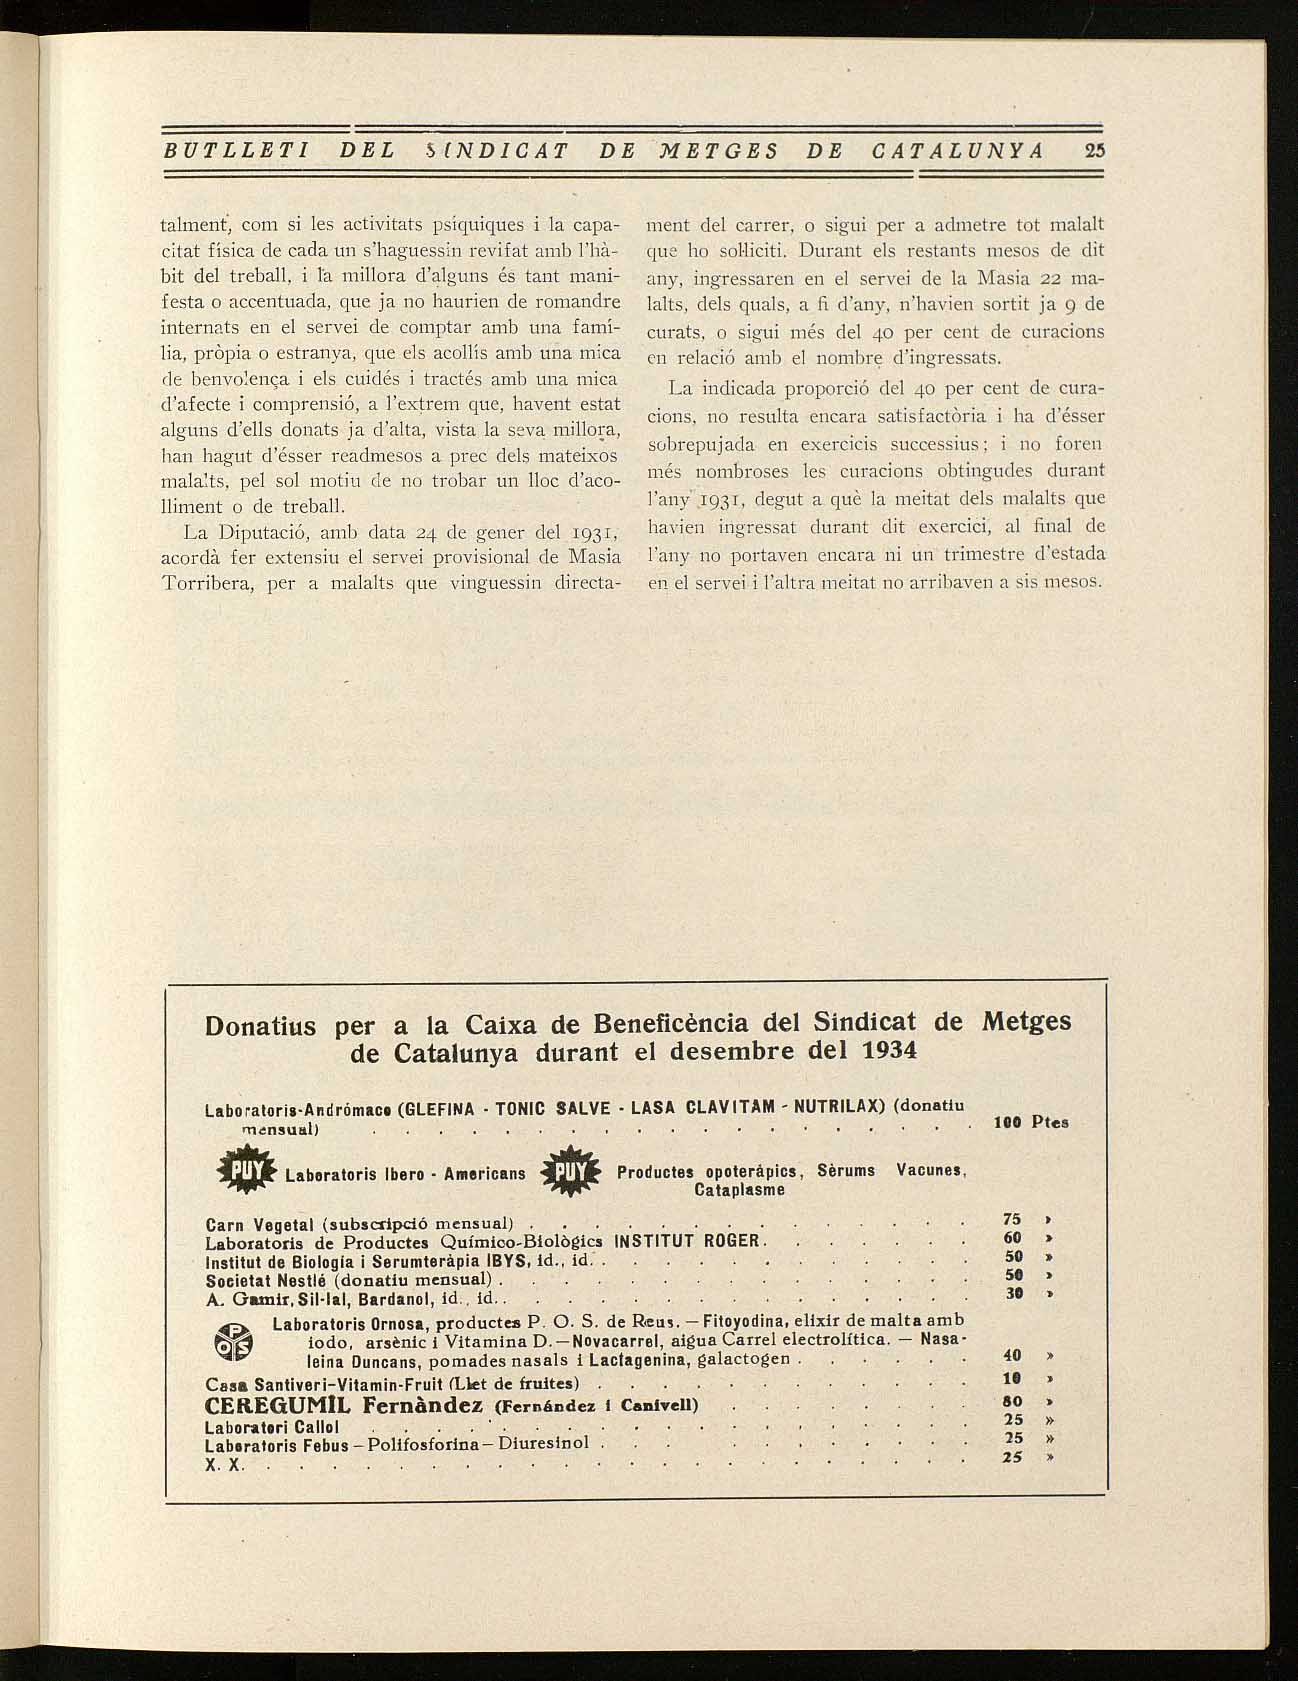 BUTLLETI DEL SINDICAT DE METGES DE CATALUNYA 25
talment, com si les activitats psíquiques i la capa-
citat física de cada un s'haguessin revifat amb l'hà-
bit del treball, i la millora d'alguns és tant mani-
festa o accentuada, que ja no haurien de romandre
internats en el servei de comptar amb una famí-
lia, pròpia o estranya, que els acollís amb una mica
de benvolença i els cuidés i tractés amb una mica
d'afecte i comprensió, a l'extrem que, havent estat
alguns d'ells donats ja d'alta, vista la seva millora,
han hagut d'ésser readmesos a prec dels mateixos
malalts, pel sol motiu de no trobar un lloc d'aco-
lliment o de treball.
La Diputació, amb data 24 de gener del 1931,
acordà fer extensiu el servei provisional de Masia
Torribera, per a malalts que vinguessin directa-
ment del carrer, o sigui per a admetre tot malalt
que ho sol·liciti. Durant els restants mesos de dit
any, ingressaren en el servei de la Masia 22 ma-
lalts, dels quals, a fi d'any, n'havien sortit ja 9 de
curats, o sigui més del 40 per cent de curacions
en relació amb el nombre d'ingressats.
La indicada proporció del 40 per cent de cura-
cions, no resulta encara satisfactòria i ha d'ésser
sobrepujada en exercicis successius; i no foren
més nombroses les curacions obtingudes durant
l'any 1931, degut a què la meitat dels malalts que
havien ingressat durant dit exercici, al final de
l'any no portaven encara ni un trimestre d'estada
en el servei i l'altra meitat no arribaven a sis mesos.
Donatius per a la Caixa de Beneficència del Sindicat de Metges
de Catalunya durant el desembre del 1934
Laboratoris-Andrómaco (GLEFINA - TONIC SALVE - LASA CLAVITAM - NUTRILAX) (donatiu
mensual) . . . . . . . . . . . . . . . . . . . 100 Ptes
PUY Laboratoris Ibero - Americans PUY Productes opoteràpics, Sèrums Vacunes,
Cataplasme
Carn Vegetal (subscripció mensual) . . . . . . . . . . . . . . 75 »
Laboratoris de Productes Químico-Biològics INSTITUT ROGER. . . . . . . 60 »
Institut de Biologia i Serumteràpia IBYS, id., id. . . . . . . . . . . . . 50 »
Societat Nestlé (donatiu mensual) . . . . . . . . . . . . . . . 50 »
A. Gamir, Sil-lal, Bardanol, id., id. . . . . . . . . . . . . . . . 30 »
POS Laboratoris Ornosa, productes P. O. S. de Reus. — Fitoyodina, elixir de malta amb
iodo, arsènic i Vitamina D.—Novacarrel, aigua Carrel electrolítica. — Nasa-
leina Duncans, pomades nasals i Lactagenina, galactogen . . . . . . 40 »
Casa Santiveri-Vitamin-Fruit (Llet de fruites) . . . . . . . . . . . . 10 »
CEREGUMIL Fernàndez (Fernández i Canivell) . . . . . . . . 80 »
Laboratori Callol . . . . . . . . . . . . . . . . . . . 25 »
Laboratoris Febus — Polifosforina — Diuresinol . . . . . . . . . . . 25 »
X. X. . . . . . . . . . . . . . . . . . . . . . . 25 »